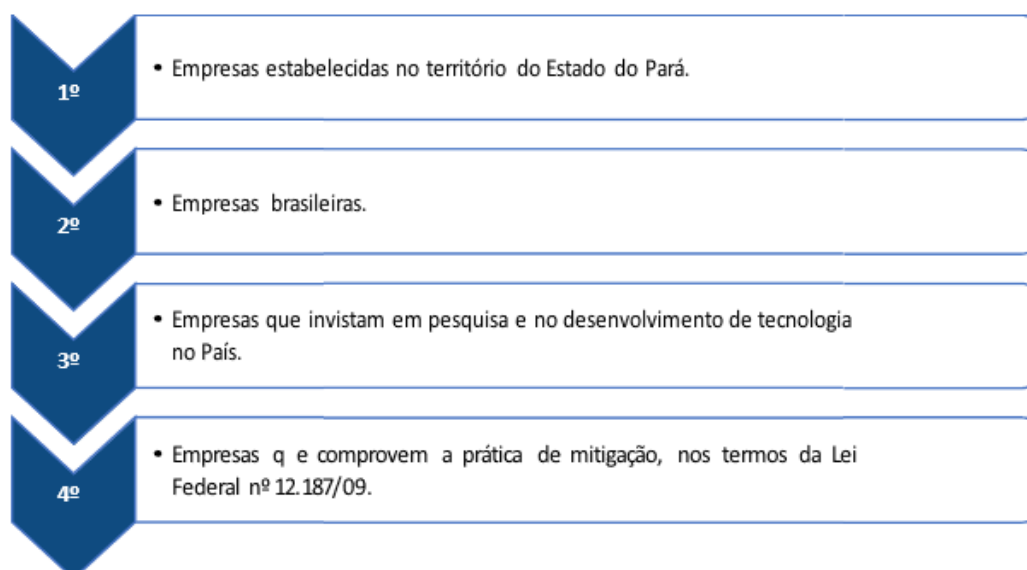 1º
• Empresas estabelecidas no território do Estado do Pará.
2º
• Empresas brasileiras.
3º
• Empresas que invistam em pesquisa e no desenvolvimento de tecnologia
no País.
4º
• Empresas q e comprovem a prática de mitigação, nos termos da Lei
Federal nº 12.187/09.